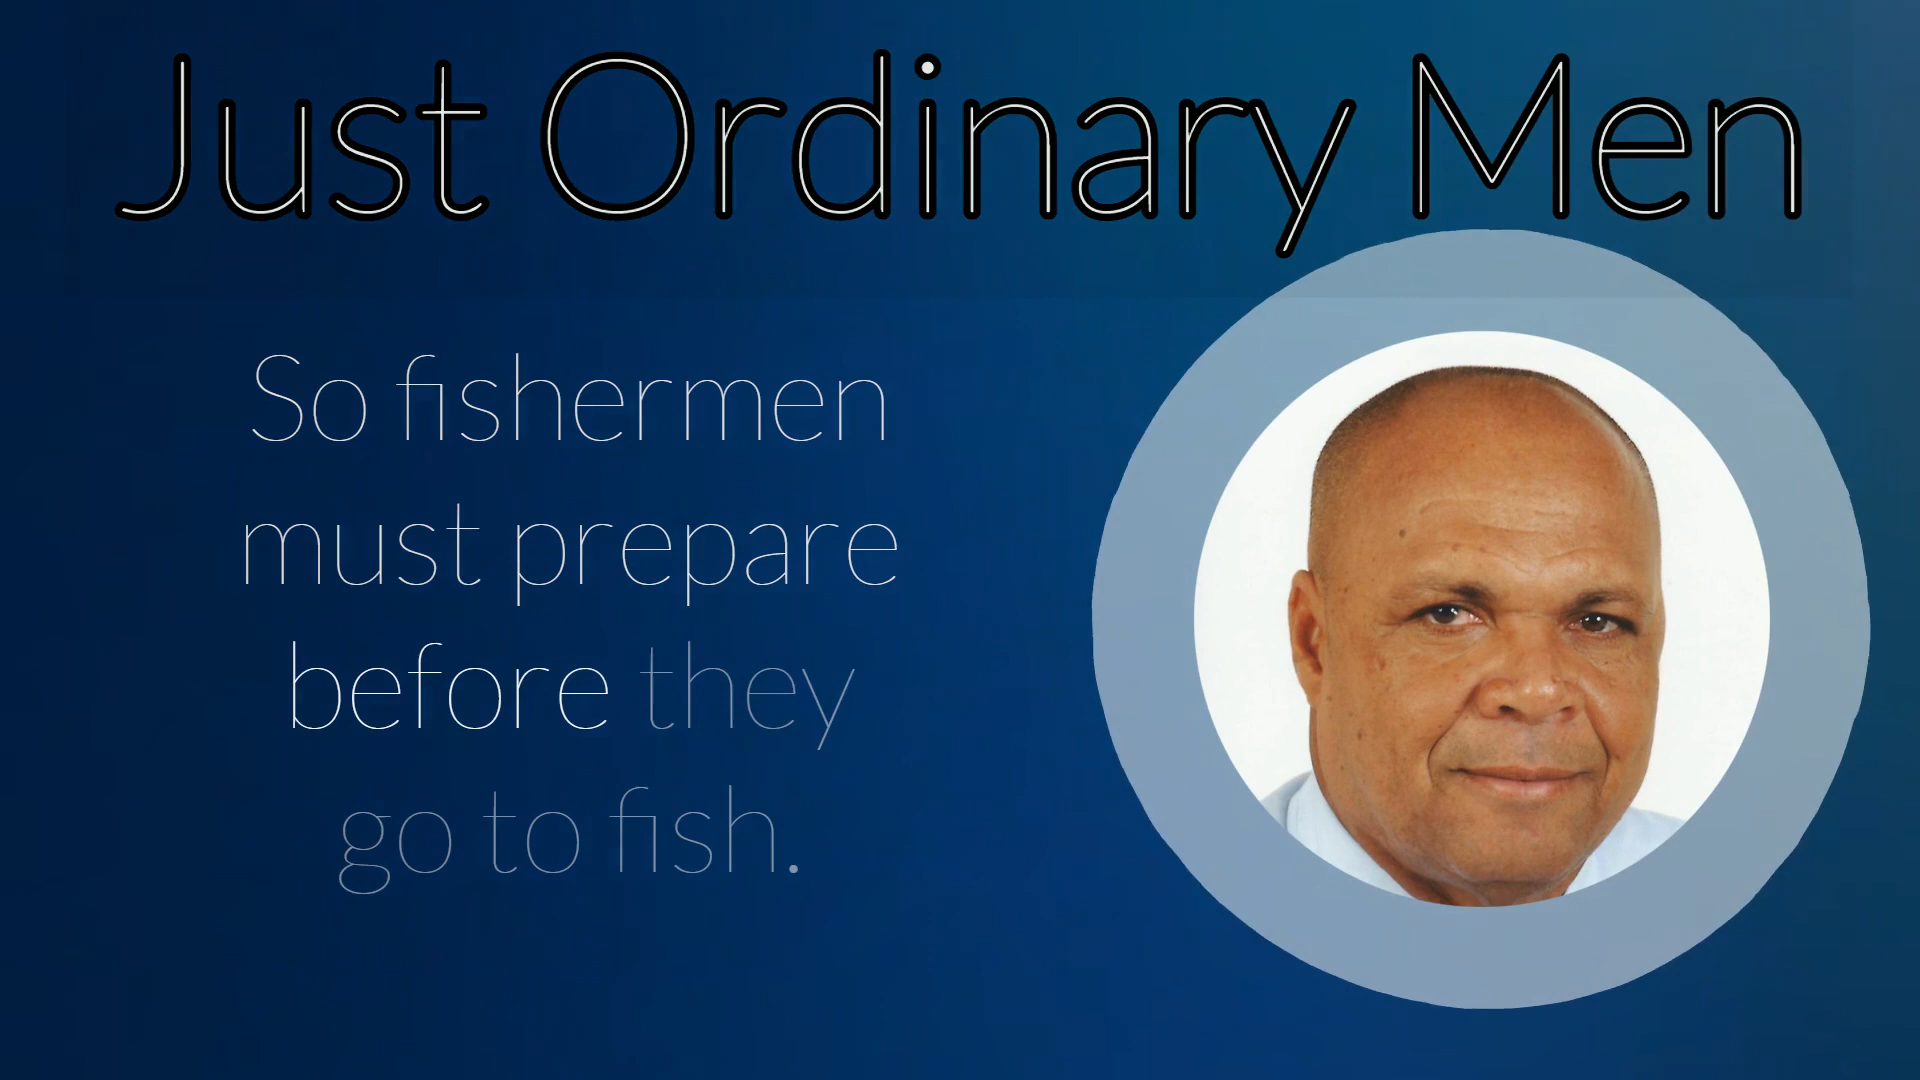 Just Ordinary Men
So fishermen
must prepare
before they
go to fish.